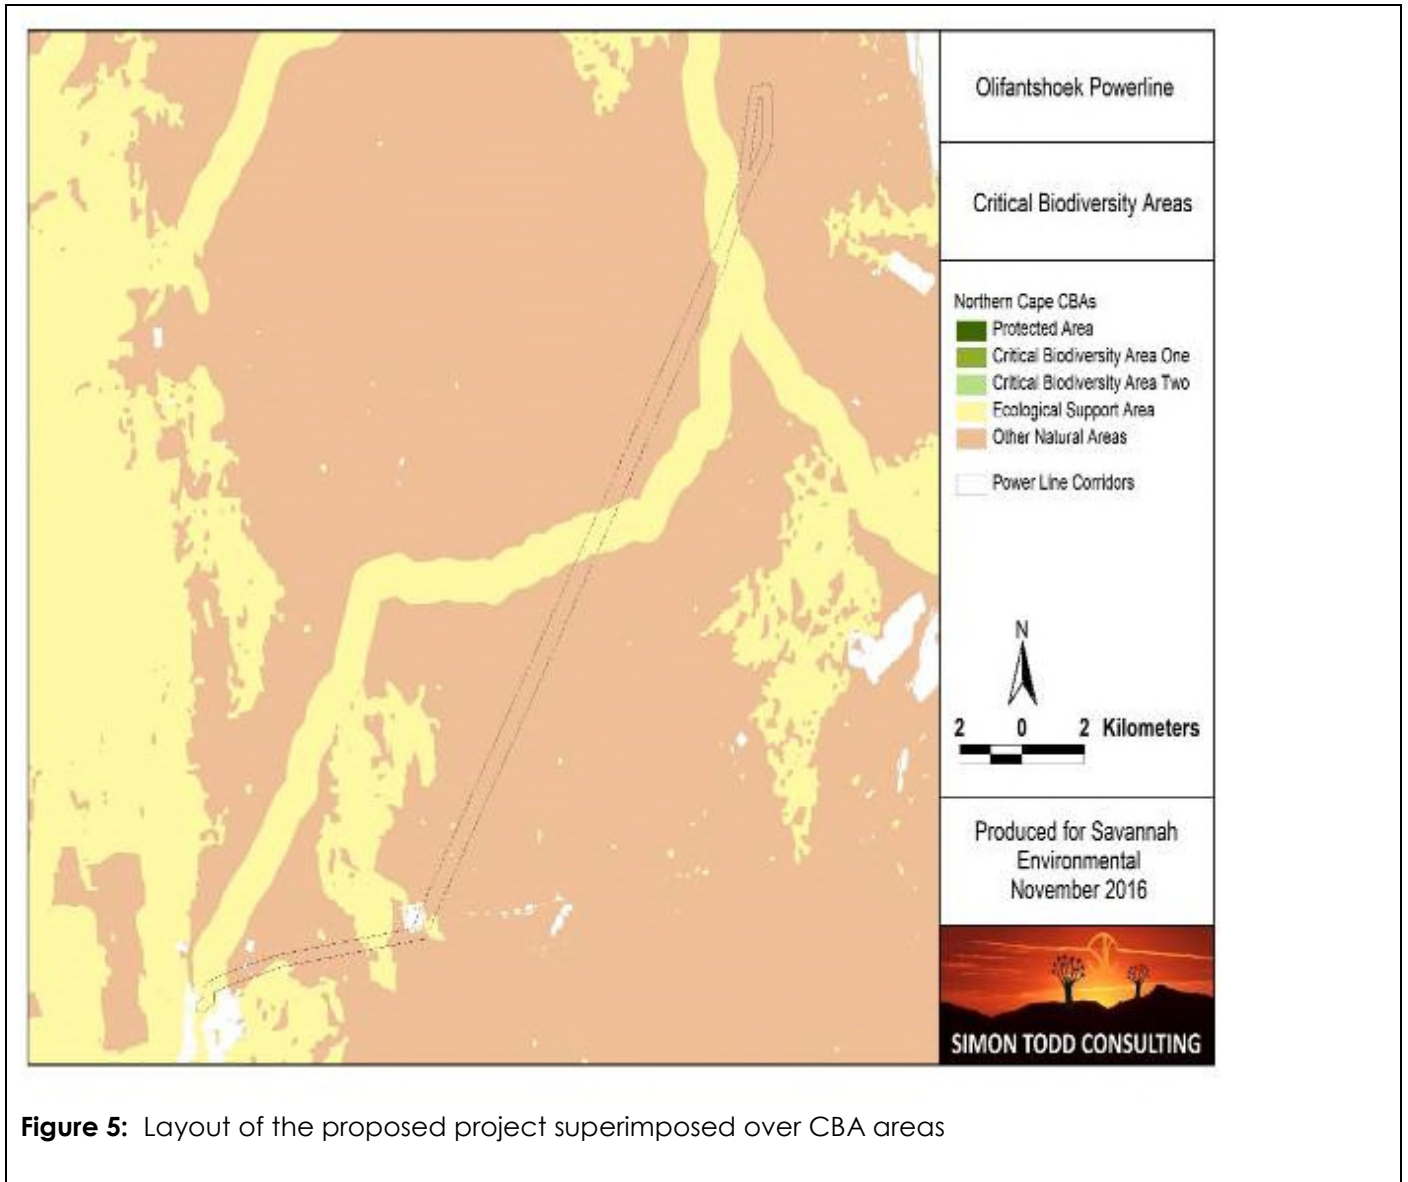 Olifantshoek Powerline
Critical Biodiversity Areas
Northern Cape CBAs
Protected Area
Critical Biodiversity Area One
Critical Biodiversity Area Two
Ecological Support Area
Other Natural Areas
Power Line Corridors
N
2 0 2 Kilometers
Produced for Savannah
Environmental
November 2016
SIMON TODD CONSULTING
Figure 5: Layout of the proposed project superimposed over CBA areas